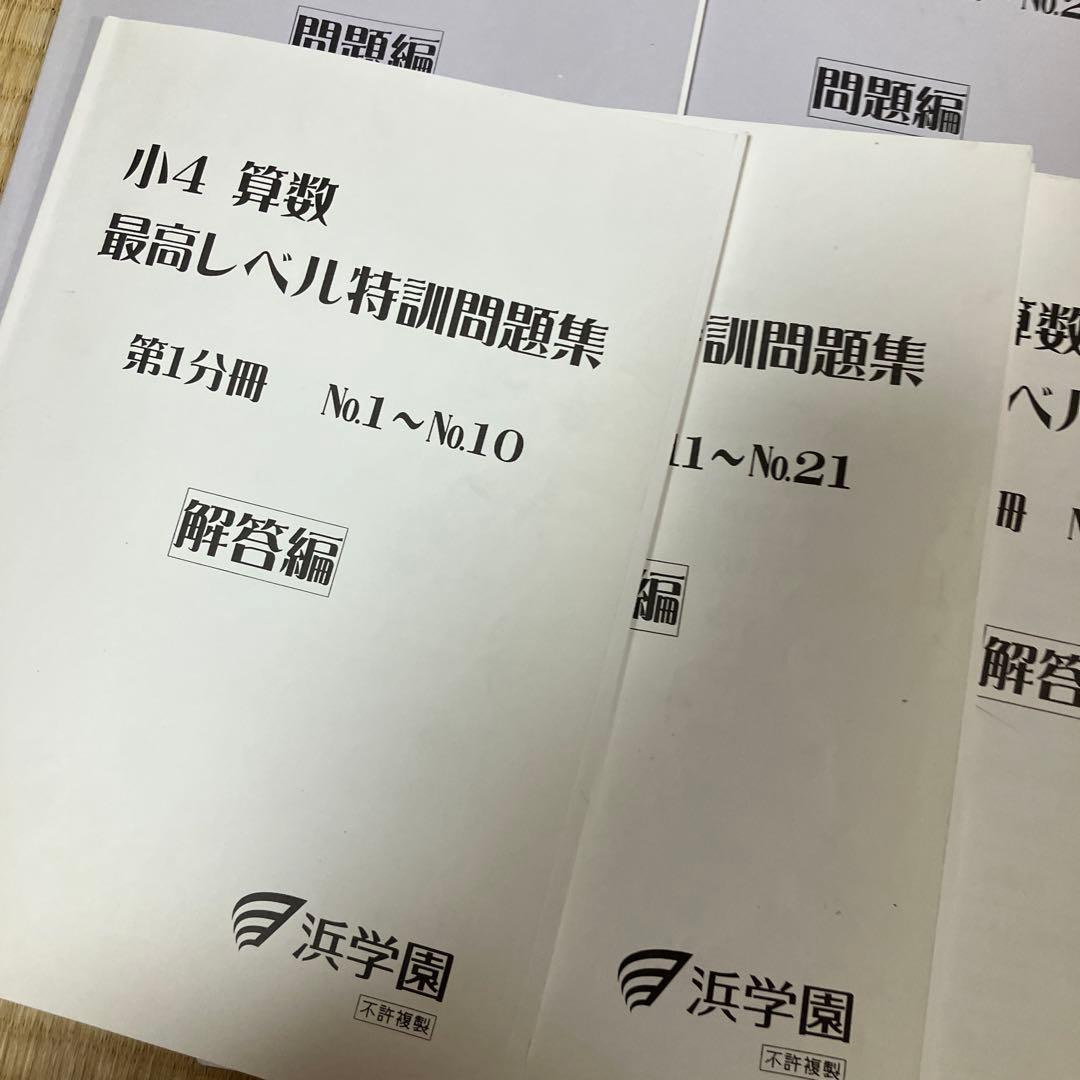 問題編
No.2
問題編
小4 算数
最高レベル特訓問題集
第1分冊 No.1～No.10
解答編
浜学園
不許複製
訓問題集
11～No.21
編
浜学園
不許複製
算数
ベル
冊
解答